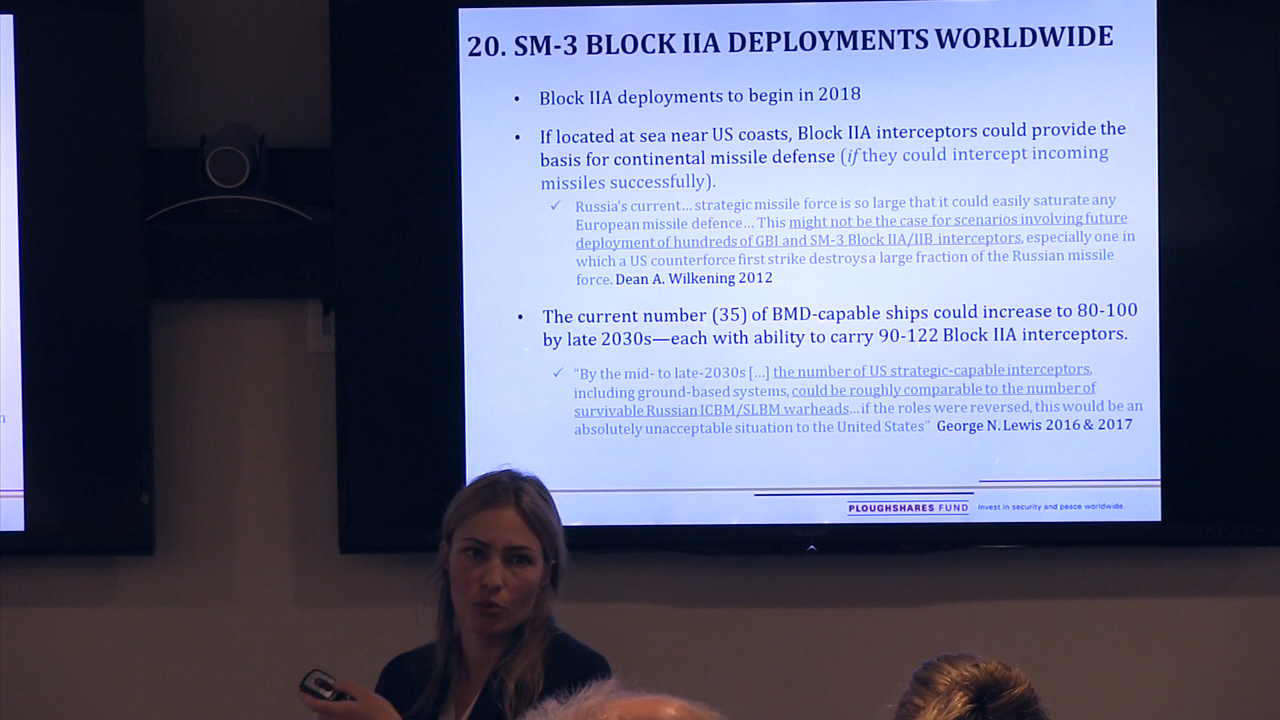 20. SM-3 BLOCK IIA DEPLOYMENTS WORLDWIDE
• Block IIA deployments to begin in 2018
• If located at sea near US coasts, Block IIA interceptors could provide the
basis for continental missile defense (if they could intercept incoming
missiles successfully).
✓ Russia's current... strategic missile force is so large that it could easily saturate any
European missile defence... This might not be the case for scenarios involving future
deployment of hundreds of GBI and SM-3 Block IIA/IIB interceptors, especially one in
which a US counterforce first strike destroys a large fraction of the Russian missile
force. Dean A. Wilkening 2012
• The current number (35) of BMD-capable ships could increase to 80-100
by late 2030s—each with ability to carry 90-122 Block IIA interceptors.
✓ "By the mid- to late-2030s [...] the number of US strategic-capable interceptors,
including ground-based systems, could be roughly comparable to the number of
survivable Russian ICBM/SLBM warheads... if the roles were reversed, this would be an
absolutely unacceptable situation to the United States" George N. Lewis 2016 & 2017
PLOUGHSHARES FUND Invest in security and peace worldwide.